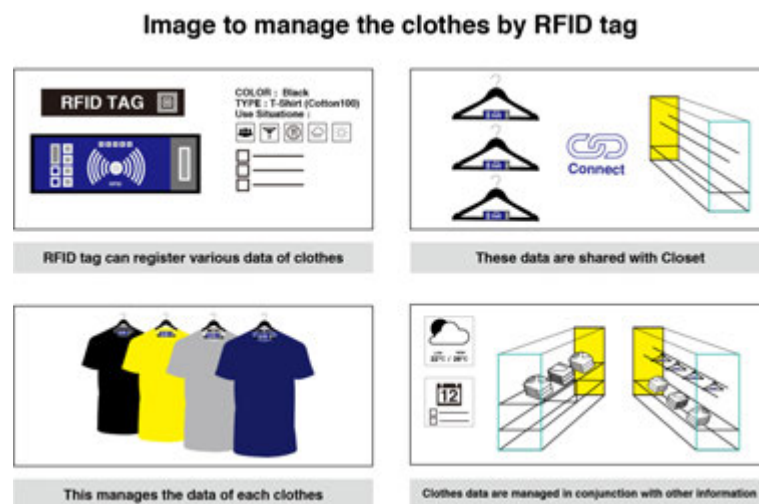 Image to manage the clothes by RFID tag
RFID TAG
COLOR : Black
TYPE : T-Shirt (Cotton100)
Use Situatione :
RFID tag can register various data of clothes
Connect
These data are shared with Closet
This manages the data of each clothes
12
Clothes data are managed in conjunction with other information